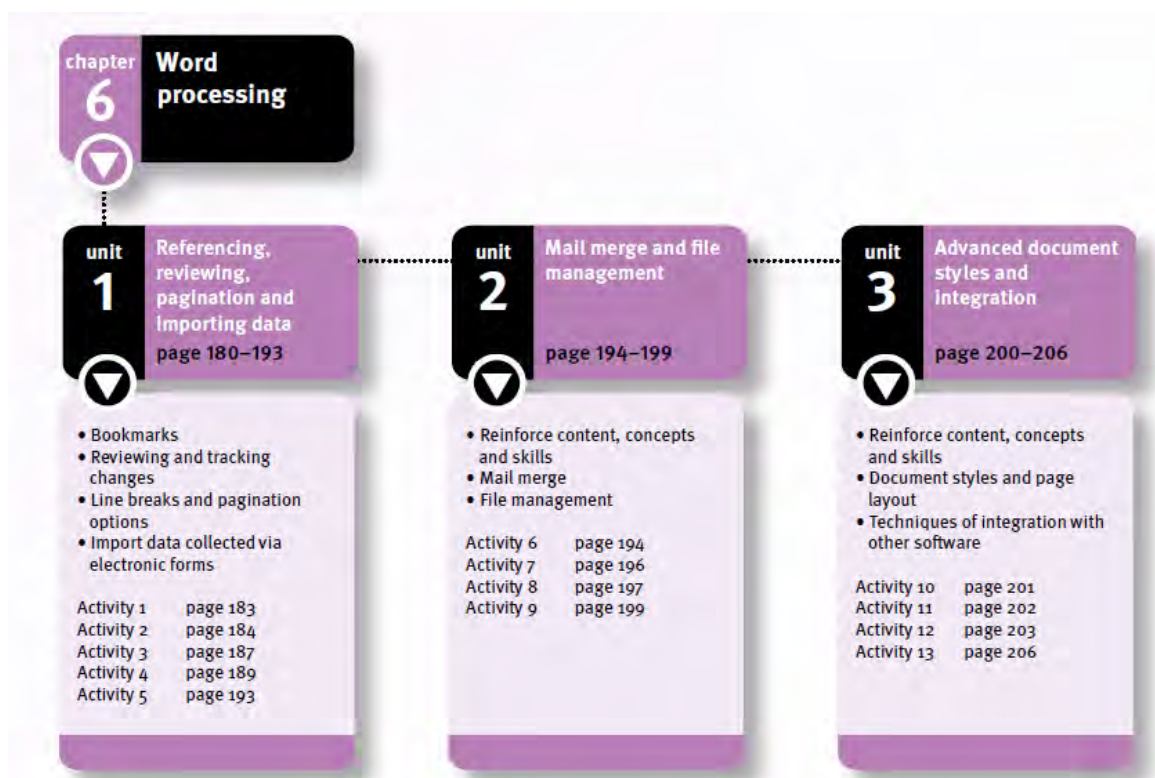 chapter
6
Word
processing
unit
1
Referencing,
reviewing,
pagination and
importing data
page 180–193
• Bookmarks
• Reviewing and tracking
changes
• Line breaks and pagination
options
• Import data collected via
electronic forms
Activity 1 page 183
Activity 2 page 184
Activity 3 page 187
Activity 4 page 189
Activity 5 page 193
unit
2
Mail merge and file
management
page 194–199
• Reinforce content, concepts
and skills
• Mail merge
• File management
Activity 6 page 194
Activity 7 page 196
Activity 8 page 197
Activity 9 page 199
unit
3
Advanced document
styles and
integration
page 200–206
• Reinforce content, concepts
and skills
• Document styles and page
layout
• Techniques of integration with
other software
Activity 10 page 201
Activity 11 page 202
Activity 12 page 203
Activity 13 page 206